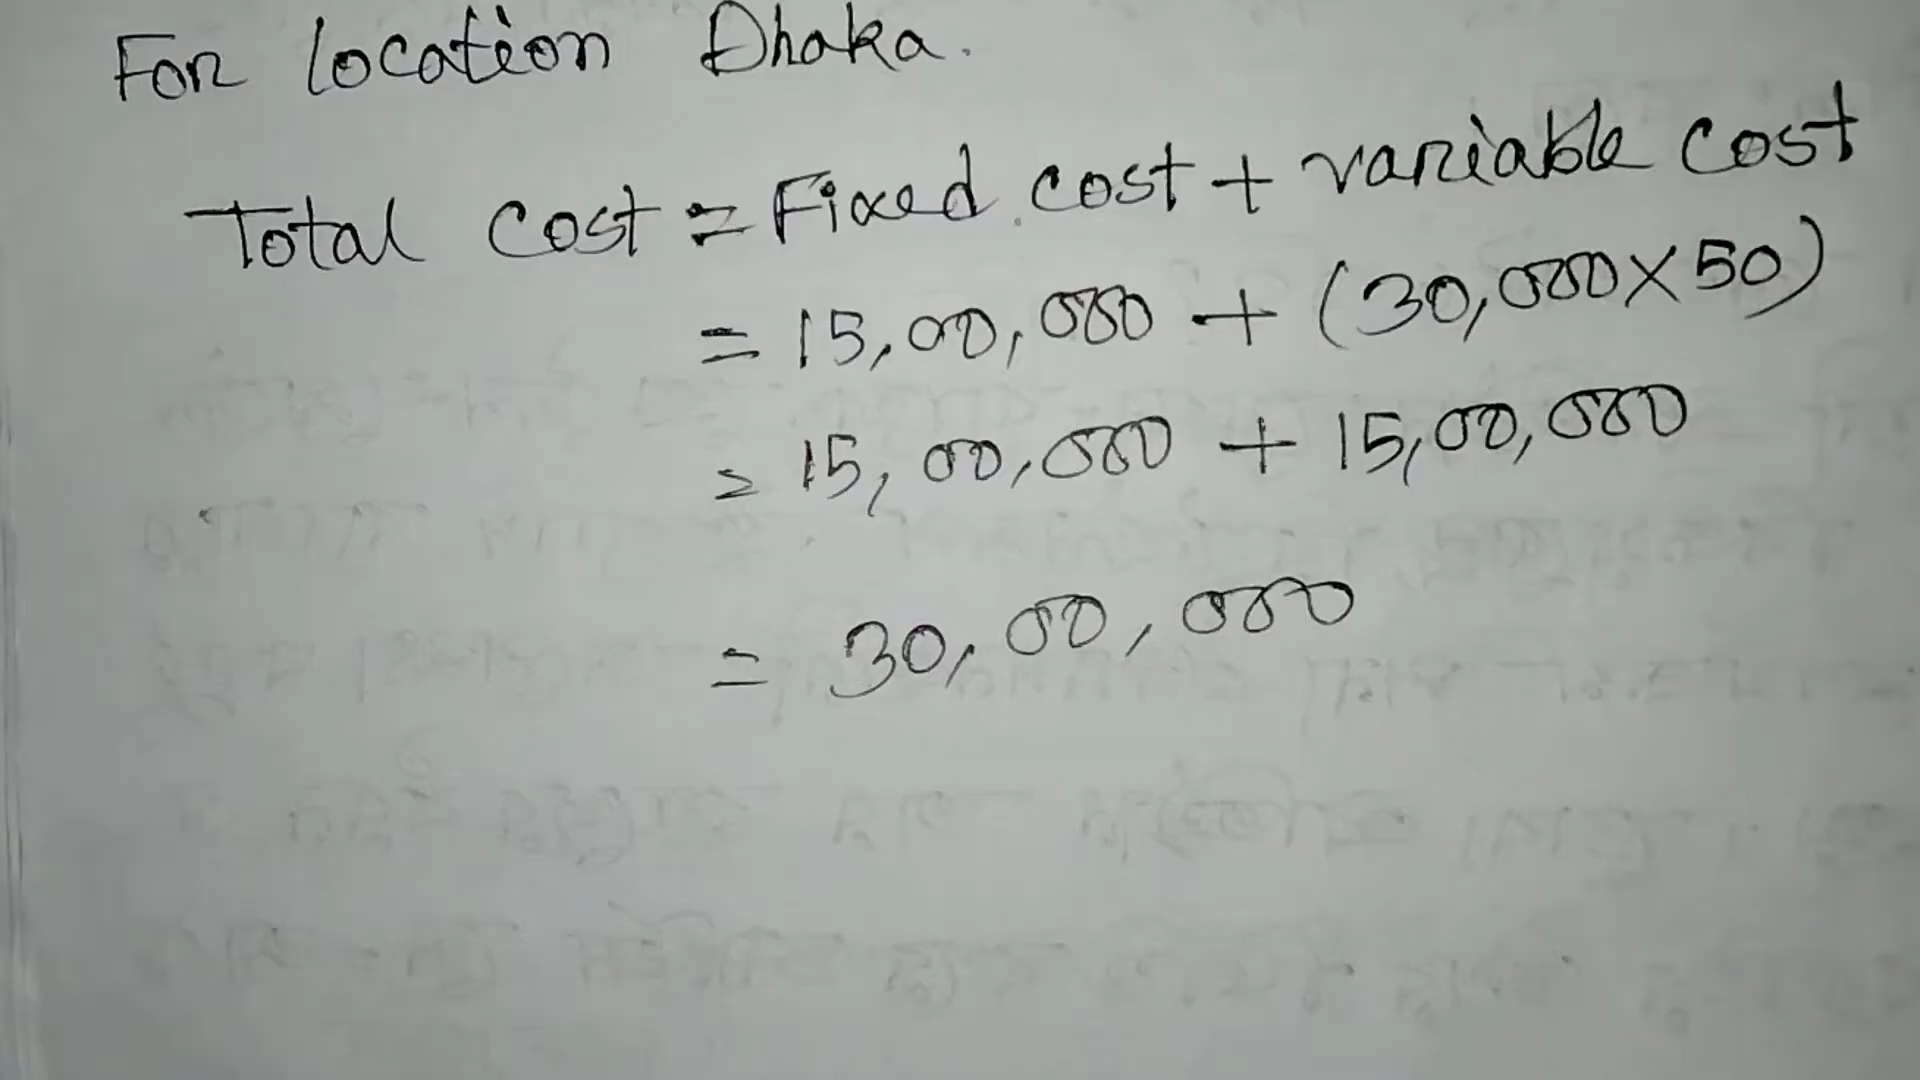 For location Dhaka.
Total cost = Fixed cost + variable cost
= 15,00,000 + (30,000×50)
= 15,00,000 + 15,00,000
= 30,00,000